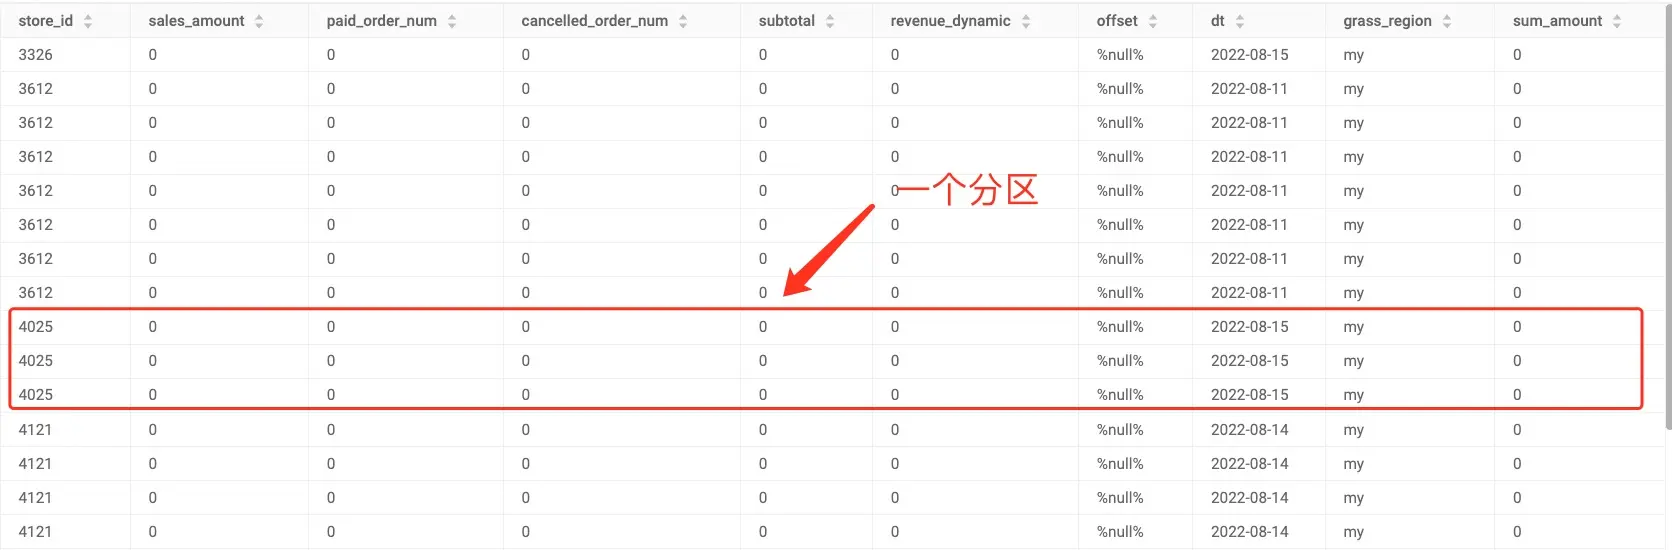 store_id sales_amount paid_order_num cancelled_order_num subtotal revenue_dynamic offset dt grass_region sum_amount
3326 0 0 0 0 0 %null% 2022-08-15 my 0
3612 0 0 0 0 0 %null% 2022-08-11 my 0
3612 0 0 0 0 0 %null% 2022-08-11 my 0
3612 0 0 0 0 0 %null% 2022-08-11 my 0
3612 0 0 0 0 0 %null% 2022-08-11 my 0
一个分区
3612 0 0 0 0 0 %null% 2022-08-11 my 0
3612 0 0 0 0 0 %null% 2022-08-11 my 0
3612 0 0 0 0 0 %null% 2022-08-11 my 0
4025 0 0 0 0 0 %null% 2022-08-15 my 0
4025 0 0 0 0 0 %null% 2022-08-15 my 0
4025 0 0 0 0 0 %null% 2022-08-15 my 0
4121 0 0 0 0 0 %null% 2022-08-14 my 0
4121 0 0 0 0 0 %null% 2022-08-14 my 0
4121 0 0 0 0 0 %null% 2022-08-14 my 0
4121 0 0 0 0 0 %null% 2022-08-14 my 0